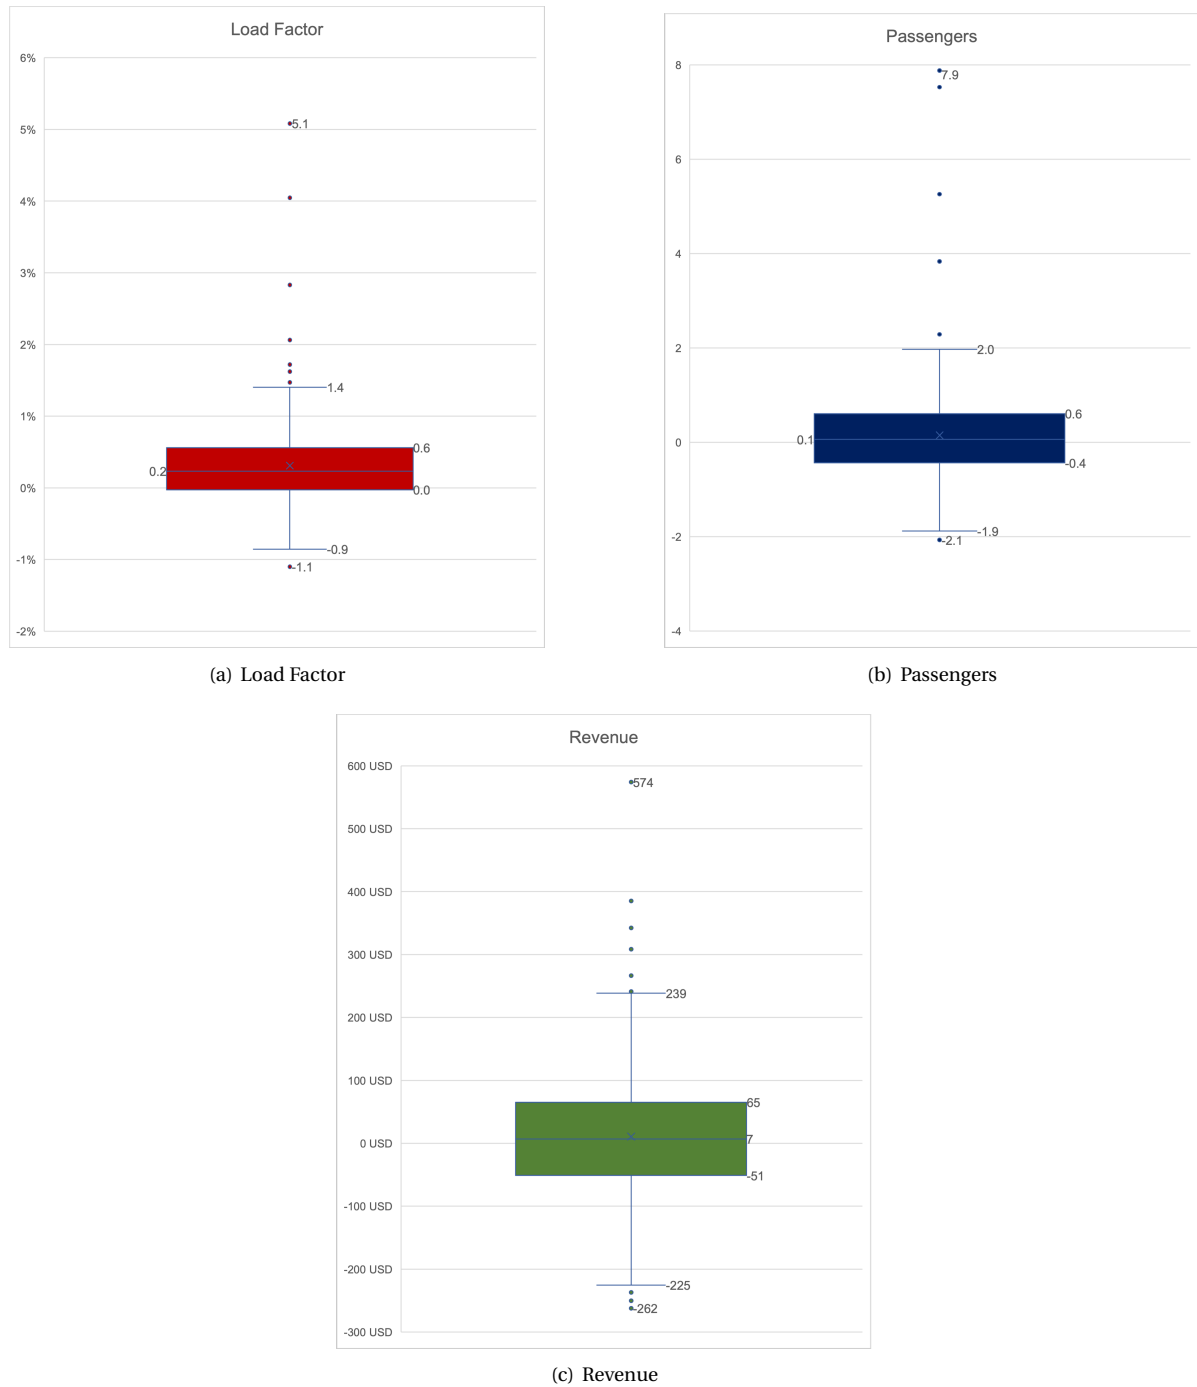 Load Factor
6%
5%
5.1
4%
3%
2%
1.4
1%
0.6
0.2
0%
0.0
-0.9
-1%
-1.1
-2%
(a) Load Factor
Passengers
8
7.9
6
4
2
2.0
0.6
0.1
0
-0.4
-1.9
-2
-2.1
-4
(b) Passengers
Revenue
600 USD
574
500 USD
400 USD
300 USD
239
200 USD
100 USD
65
7
0 USD
-51
-100 USD
-200 USD
-225
-262
-300 USD
(c) Revenue